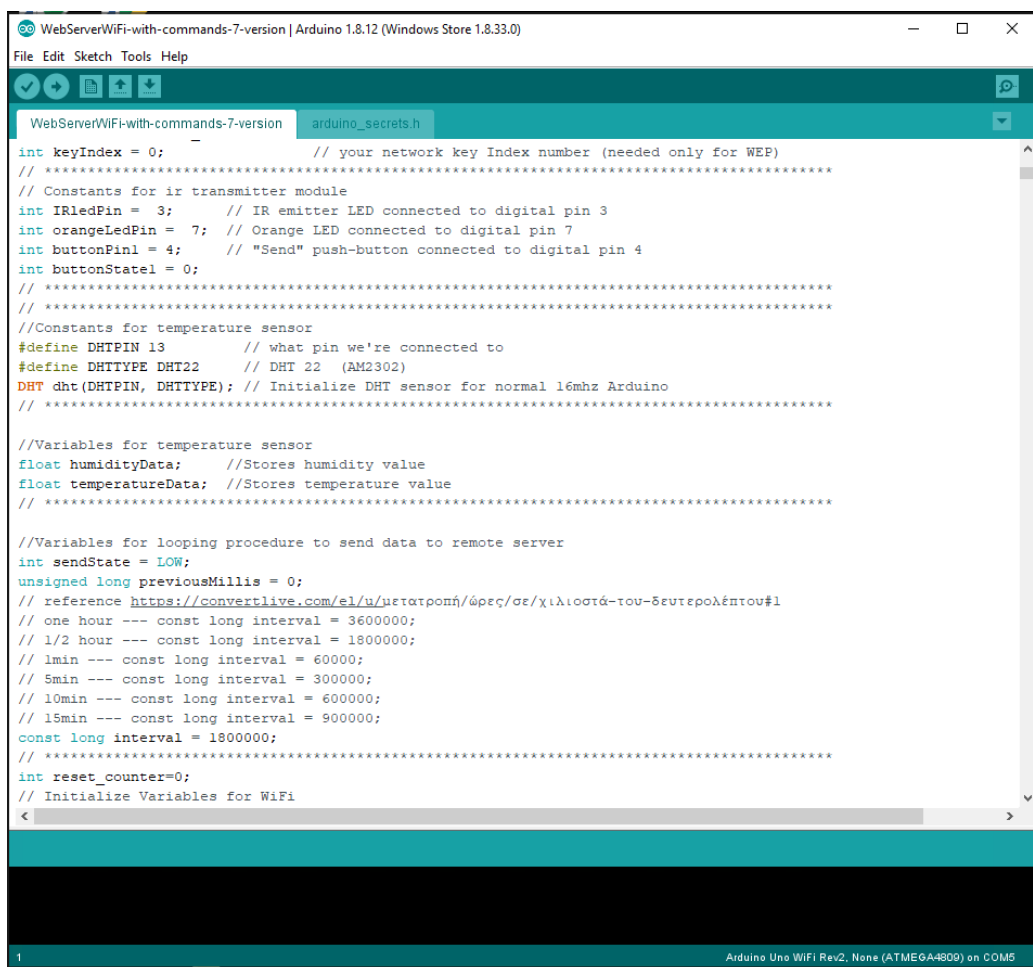 WebServerWiFi-with-commands-7-version | Arduino 1.8.12 (Windows Store 1.8.33.0)
File Edit Sketch Tools Help
WebServerWiFi-with-commands-7-version arduino_secrets.h
int keyIndex = 0; // your network key Index number (needed only for WEP)
// *******************************************************************************************
// Constants for ir transmitter module
int IRledPin = 3; // IR emitter LED connected to digital pin 3
int orangeLedPin = 7; // Orange LED connected to digital pin 7
int buttonPin1 = 4; // "Send" push-button connected to digital pin 4
int buttonState1 = 0;
// *******************************************************************************************
// *******************************************************************************************
//Constants for temperature sensor
#define DHTPIN 13 // what pin we're connected to
#define DHTTYPE DHT22 // DHT 22 (AM2302)
DHT dht(DHTPIN, DHTTYPE); // Initialize DHT sensor for normal 16mhz Arduino
// *******************************************************************************************
//Variables for temperature sensor
float humidityData; //Stores humidity value
float temperatureData; //Stores temperature value
// *******************************************************************************************
//Variables for looping procedure to send data to remote server
int sendState = LOW;
unsigned long previousMillis = 0;
// reference https://convertlive.com/el/u/μετατροπή/ώρες/σε/χιλιοστά-του-δευτερολέπτου#1
// one hour --- const long interval = 3600000;
// 1/2 hour --- const long interval = 1800000;
// 1min --- const long interval = 60000;
// 5min --- const long interval = 300000;
// 10min --- const long interval = 600000;
// 15min --- const long interval = 900000;
const long interval = 1800000;
// *******************************************************************************************
int reset_counter=0;
// Initialize Variables for WiFi
1 Arduino Uno WiFi Rev2, None (ATMEGA4809) on COM5